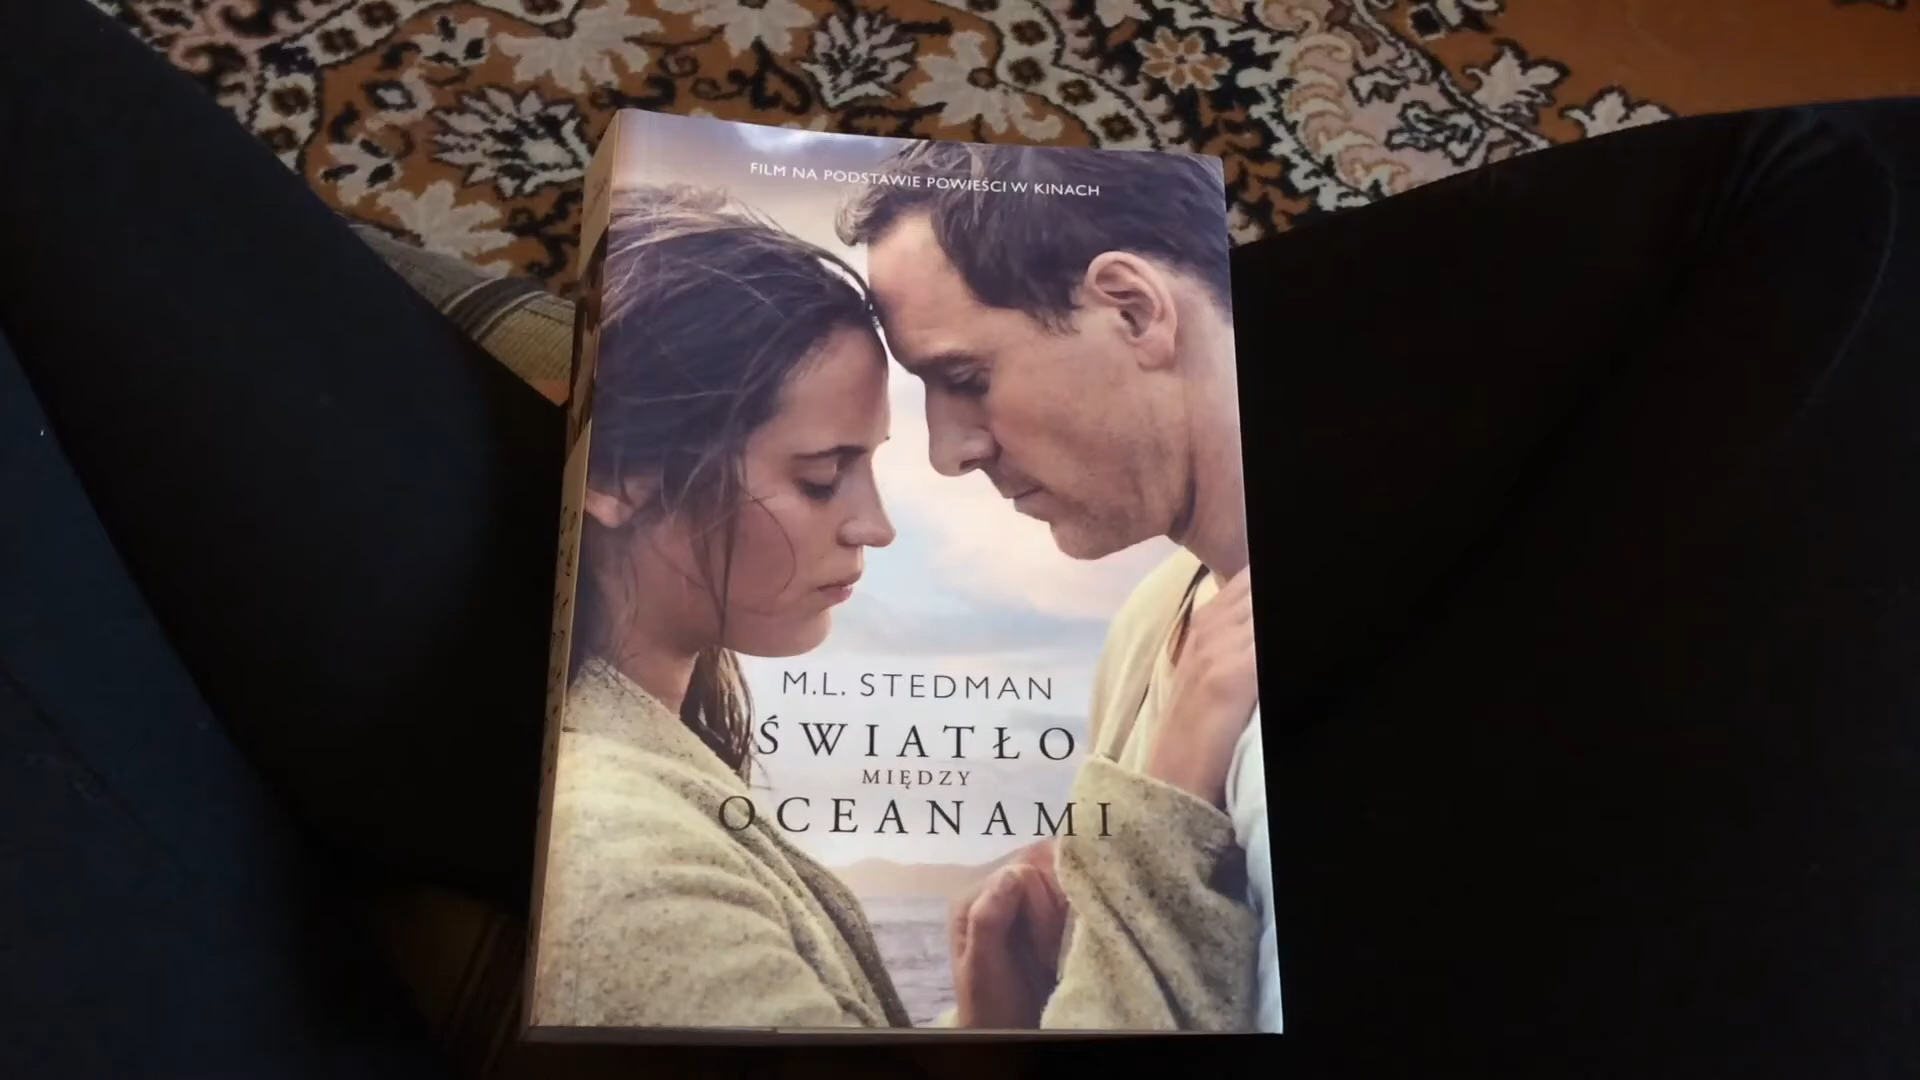 FILM NA PODSTAWIE POWIEŚCI W KINACH
M.L. STEDMAN
ŚWIATŁO
MIĘDZY
OCEANAMI